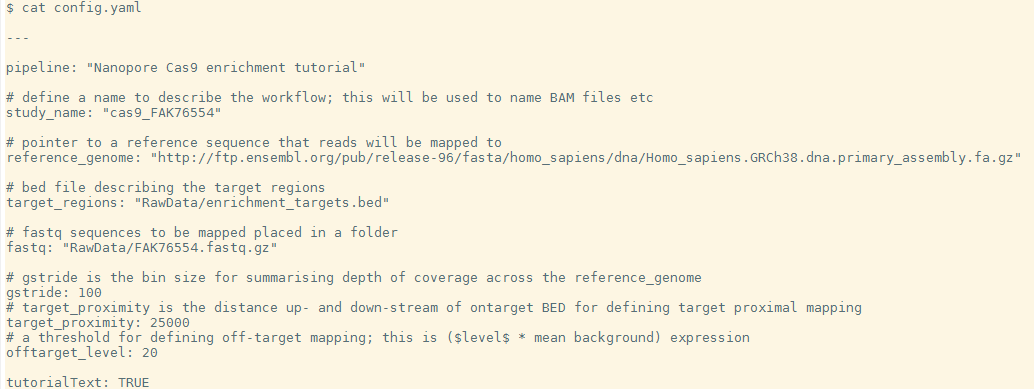 $ cat config.yaml
---
pipeline: "Nanopore Cas9 enrichment tutorial"
# define a name to describe the workflow; this will be used to name BAM files etc
study_name: "cas9_FAK76554"
# pointer to a reference sequence that reads will be mapped to
reference_genome: "http://ftp.ensembl.org/pub/release-96/fasta/homo_sapiens/dna/Homo_sapiens.GRCh38.dna.primary_assembly.fa.gz"
# bed file describing the target regions
target_regions: "RawData/enrichment_targets.bed"
# fastq sequences to be mapped placed in a folder
fastq: "RawData/FAK76554.fastq.gz"
# gstride is the bin size for summarising depth of coverage across the reference_genome
gstride: 100
# target_proximity is the distance up- and down-stream of ontarget BED for defining target proximal mapping
target_proximity: 25000
# a threshold for defining off-target mapping; this is ($level$ * mean background) expression
offtarget_level: 20
tutorialText: TRUE